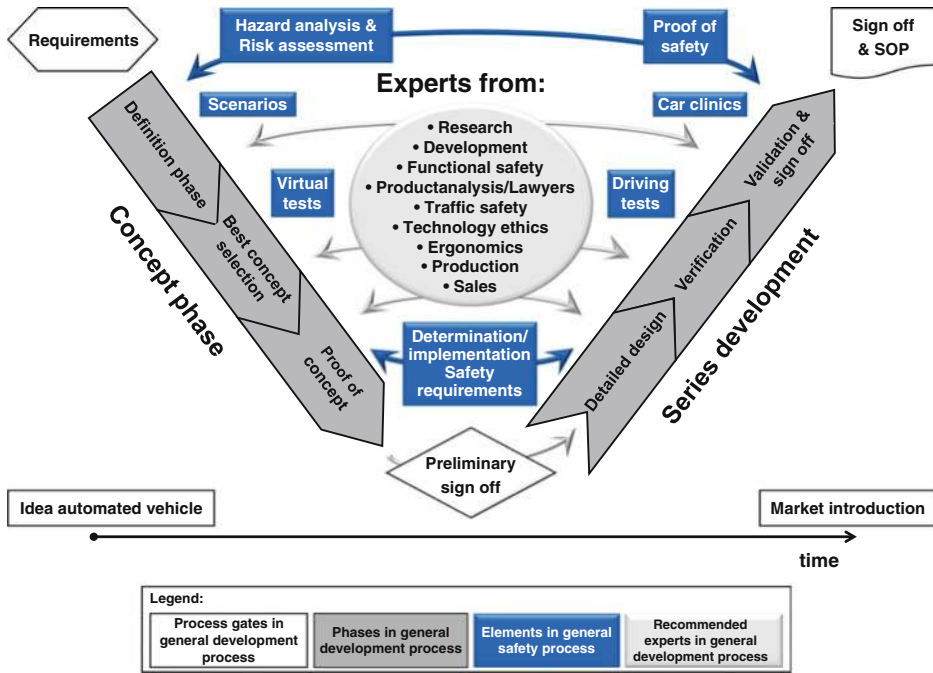 Requirements
Hazard analysis &
Risk assessment
Proof of
safety
Sign off
& SOP
Experts from:
Scenarios
Car clinics
• Research
• Development
• Functional safety
• Productanalysis/Lawyers
• Traffic safety
• Technology ethics
• Ergonomics
• Production
• Sales
Virtual
tests
Driving
tests
Definition phase
Best concept
selection
Proof of
concept
Concept phase
Validation &
sign off
Verification
Detailed design
Series development
Determination/
implementation
Safety
requirements
Preliminary
sign off
Idea automated vehicle
Market introduction
time
Legend:
Process gates in
general development
process
Phases in general
development process
Elements in general
safety process
Recommended
experts in general
development process